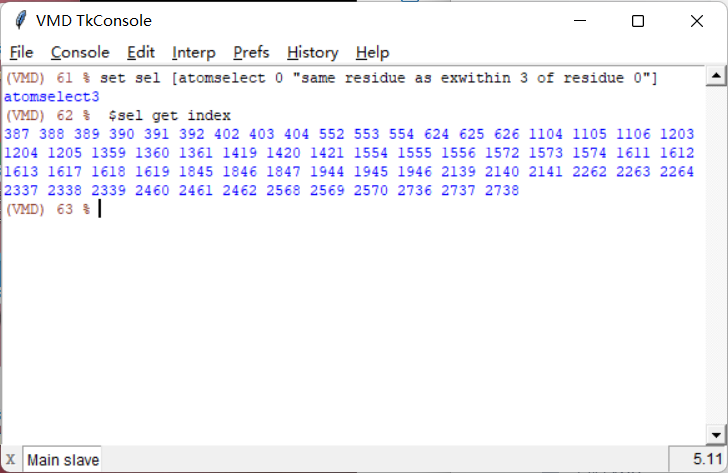 VMD TkConsole
File Console Edit Interp Prefs History Help
(VMD) 61 % set sel [atomselect 0 "same residue as exwithin 3 of residue 0"]
atomselect3
(VMD) 62 %  $sel get index
387 388 389 390 391 392 402 403 404 552 553 554 624 625 626 1104 1105 1106 1203
1204 1205 1359 1360 1361 1419 1420 1421 1554 1555 1556 1572 1573 1574 1611 1612
1613 1617 1618 1619 1845 1846 1847 1944 1945 1946 2139 2140 2141 2262 2263 2264
2337 2338 2339 2460 2461 2462 2568 2569 2570 2736 2737 2738
(VMD) 63 %
X Main slave 5.11